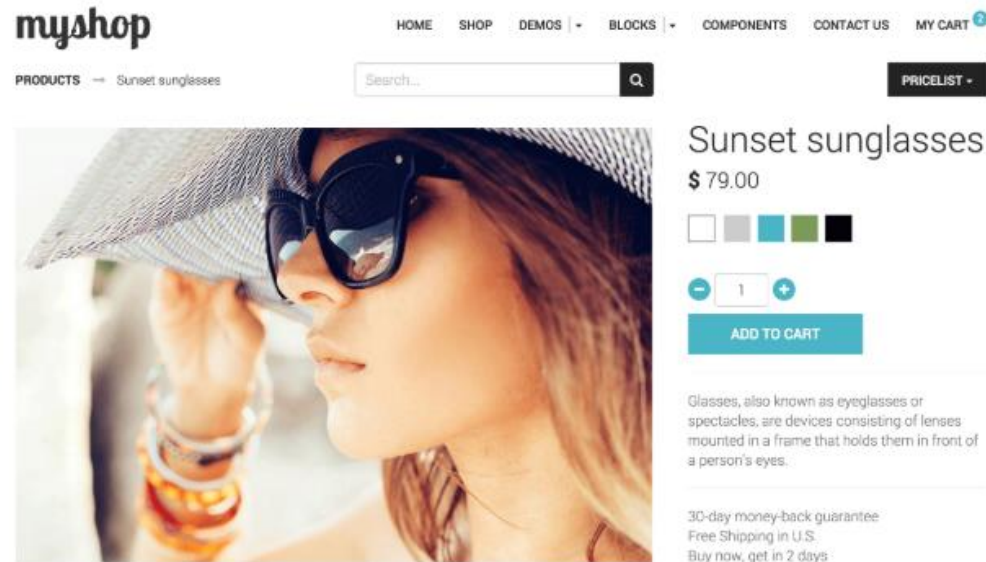 myshop
HOME SHOP DEMOS BLOCKS COMPONENTS CONTACT US MY CART 2
PRODUCTS → Sunset sunglasses
Search...
PRICELIST
Sunset sunglasses
$ 79.00
1
ADD TO CART
Glasses, also known as eyeglasses or
spectacles, are devices consisting of lenses
mounted in a frame that holds them in front of
a person's eyes.
30-day money-back guarantee
Free Shipping in U.S.
Buy now, get in 2 days